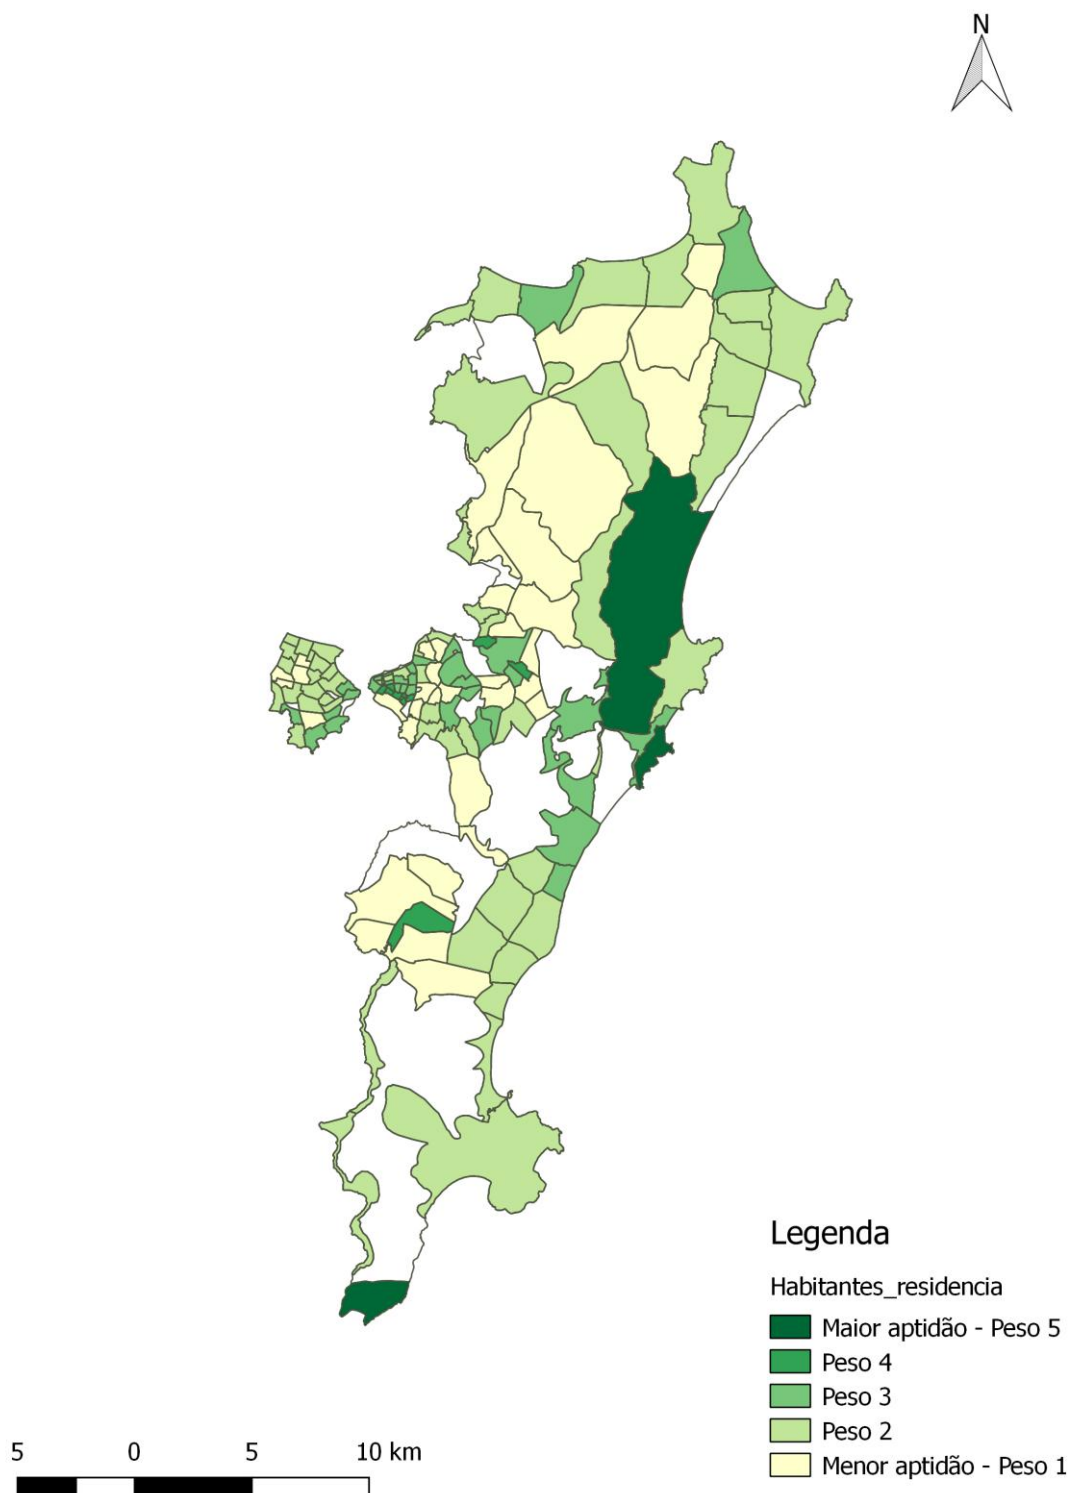 N
Legenda
Habitantes_residencia
Maior aptidão - Peso 5
Peso 4
Peso 3
Peso 2
Menor aptidão - Peso 1
5 0 5 10 km